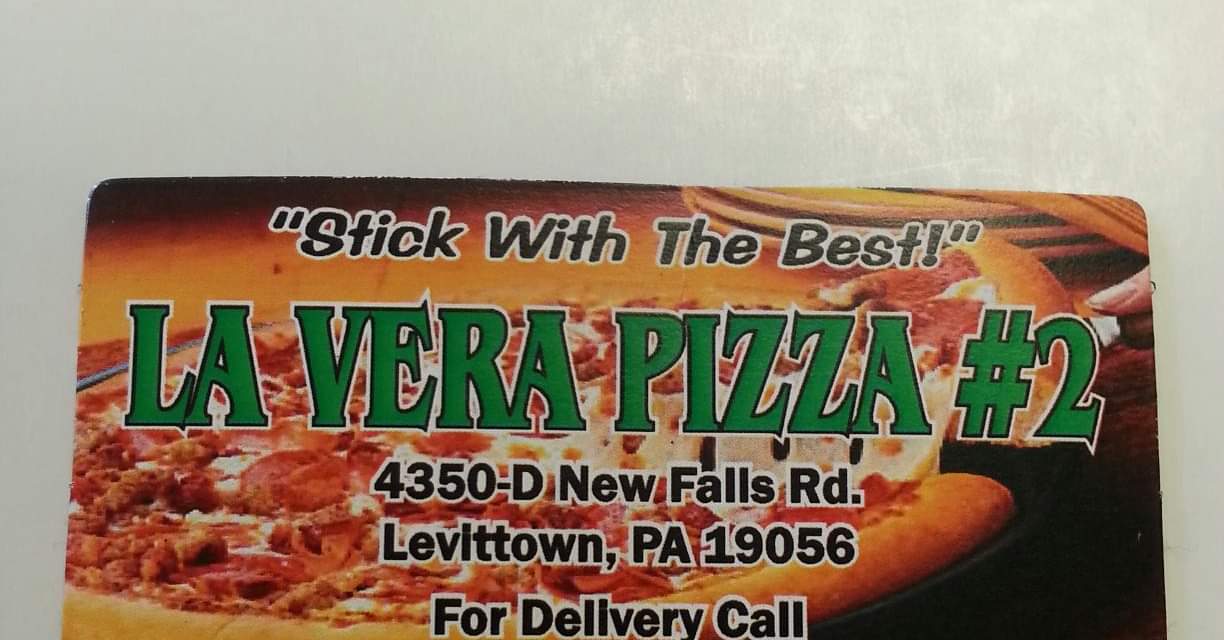 "Stick With The Best!"
LA VERA PIZZA #2
4350-D New Falls Rd.
Levittown, PA 19056
For Delivery Call